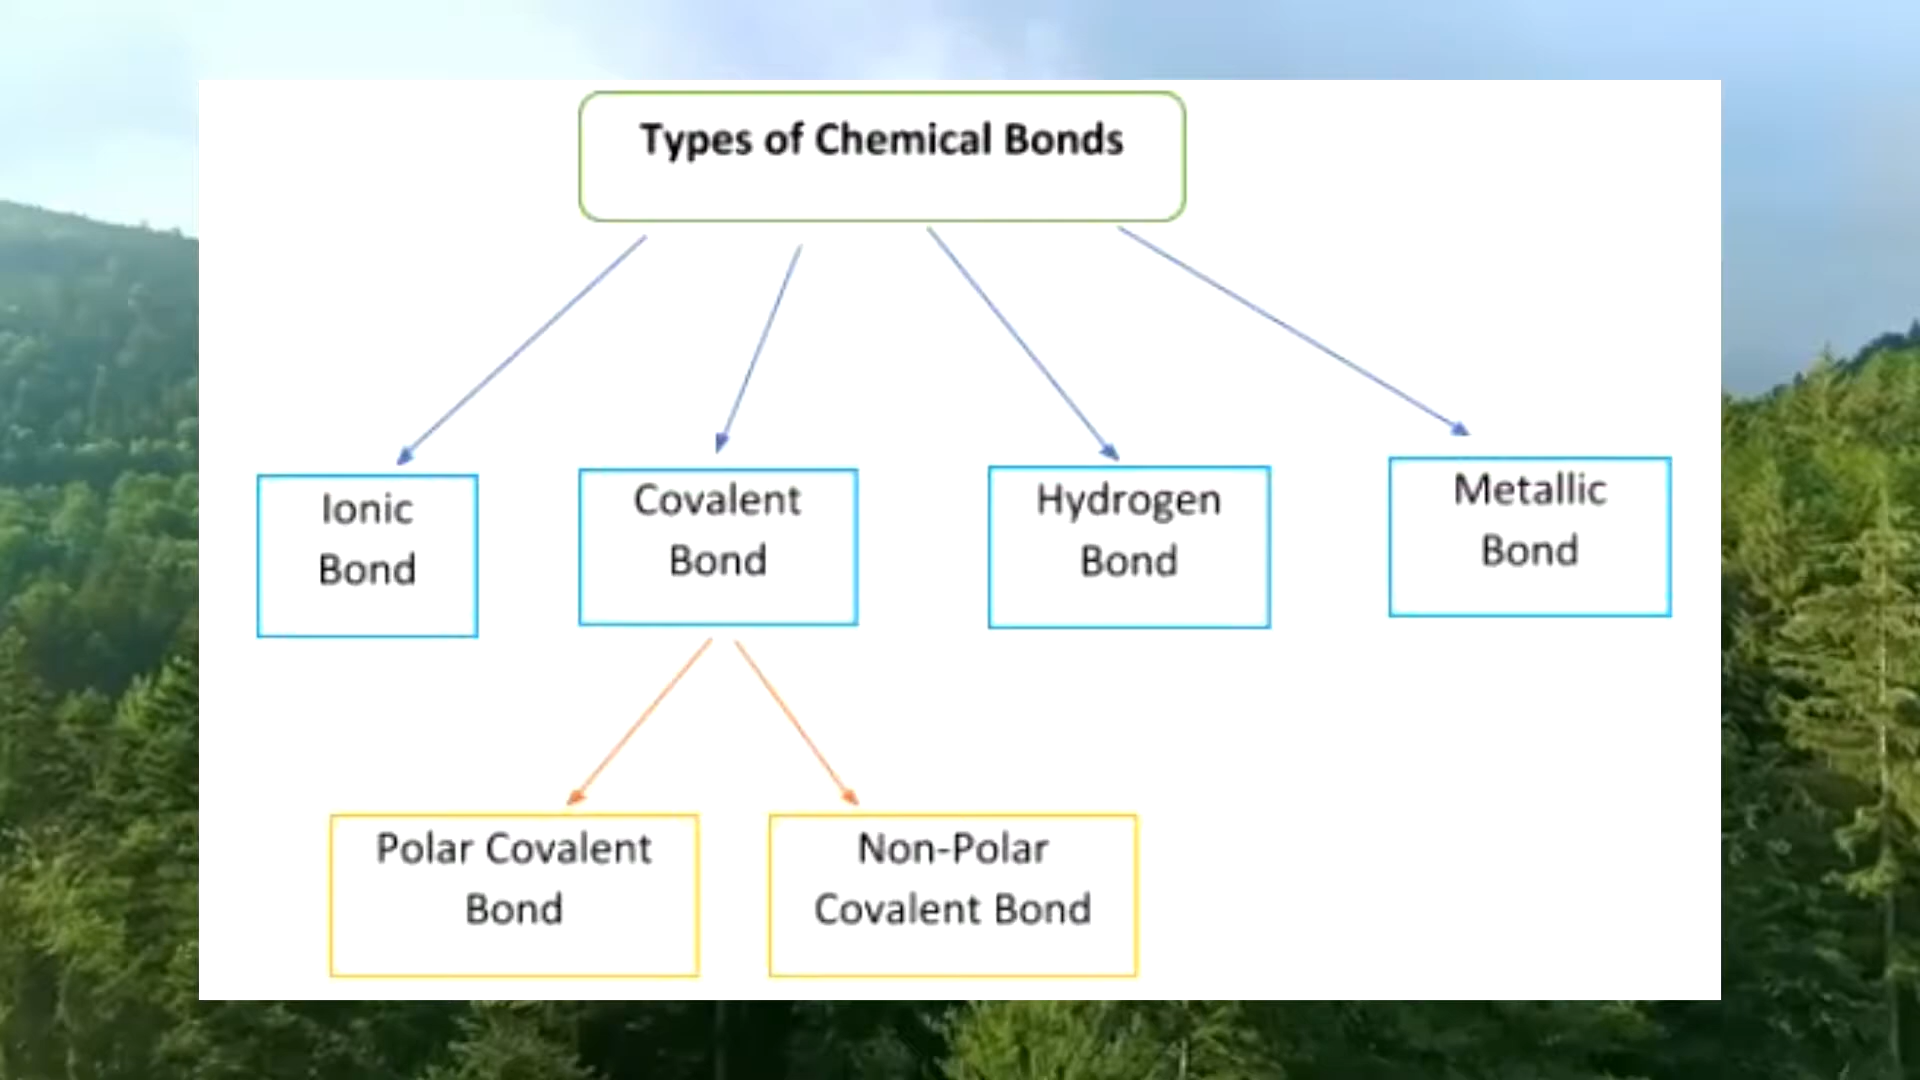 Types of Chemical Bonds
Ionic
Bond
Covalent
Bond
Hydrogen
Bond
Metallic
Bond
Polar Covalent
Bond
Non-Polar
Covalent Bond